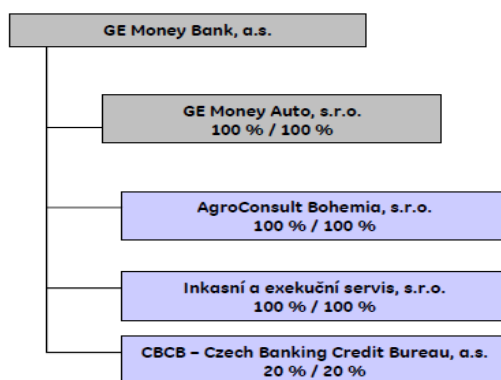 GE Money Bank, a.s.
GE Money Auto, s.r.o.
100 % / 100 %
AgroConsult Bohemia, s.r.o.
100 % / 100 %
Inkasní a exekuční servis, s.r.o.
100 % / 100 %
CBCB – Czech Banking Credit Bureau, a.s.
20 % / 20 %